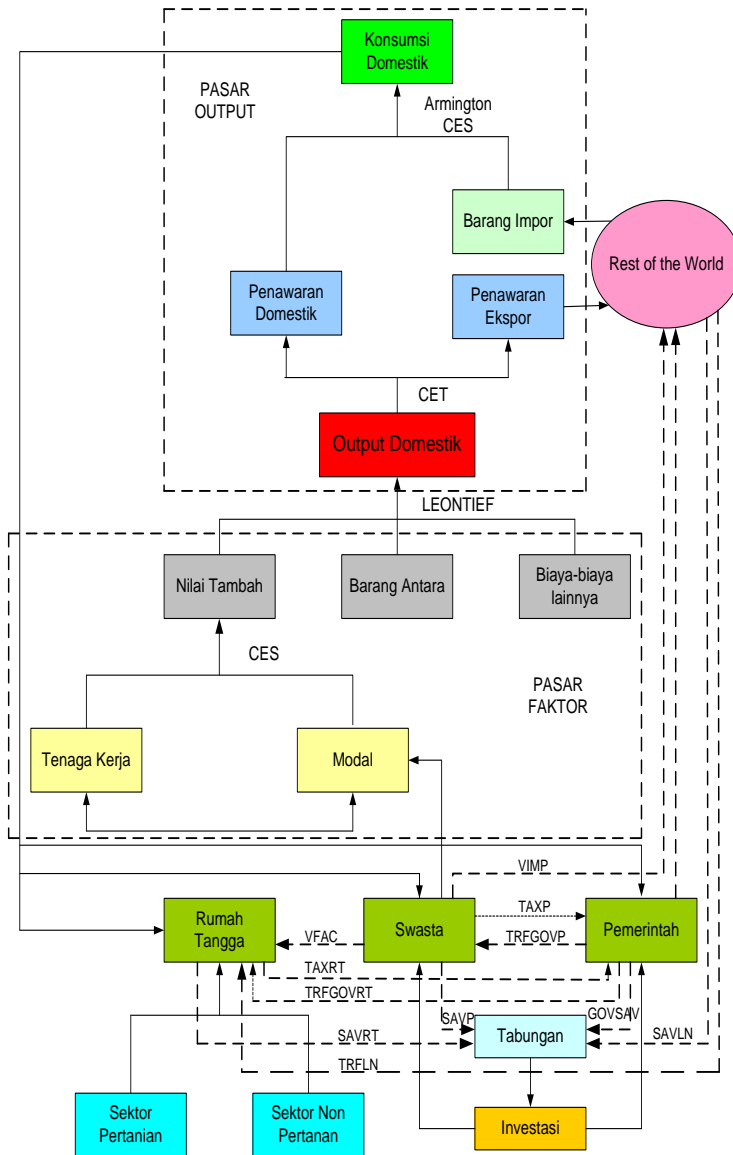 Konsumsi
Domestik
PASAR
OUTPUT
Armington
CES
Barang Impor
Rest of the World
Penawaran
Domestik
Penawaran
Ekspor
CET
Output Domestik
LEONTIEF
Nilai Tambah
Barang Antara
Biaya-biaya
lainnya
CES
PASAR
FAKTOR
Tenaga Kerja
Modal
VIMP
TAXP
Rumah
Tangga
VFAC
Swasta
TRFGOVP
Pemerintah
TAXRT
TRFGOVRT
SAVP
GOVSAV
SAVRT
Tabungan
SAVLN
TRFLN
Sektor
Pertanian
Sektor Non
Pertanan
Investasi